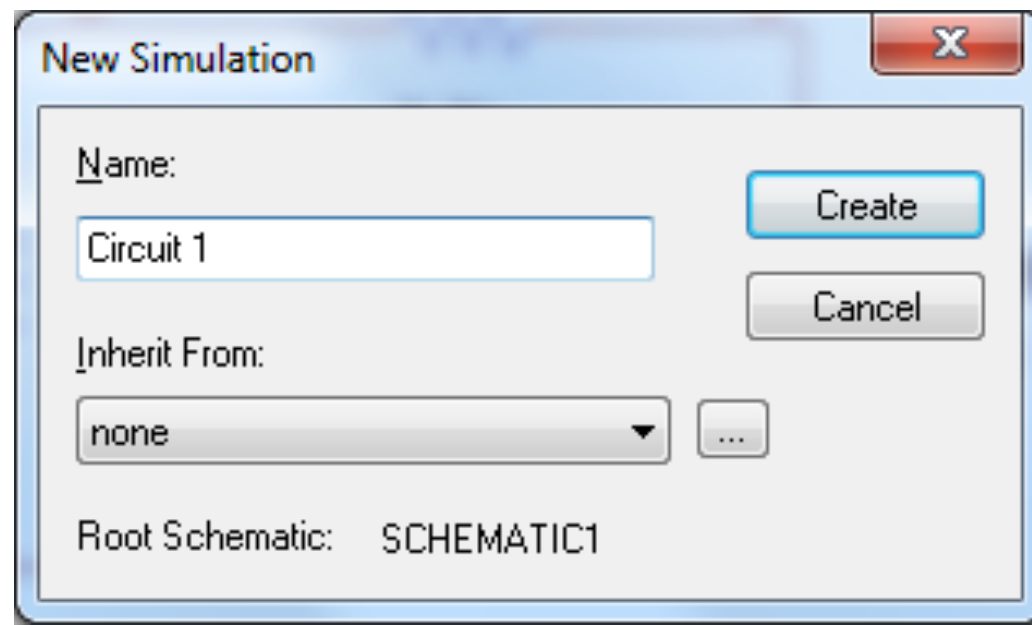 New Simulation
Name:
Create
Circuit 1
Cancel
Inherit From:
none
...
Root Schematic: SCHEMATIC1